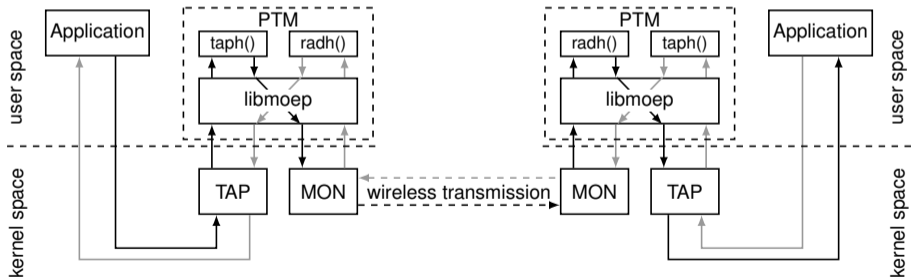 PTM
PTM
Application
taph()
radh()
radh()
taph()
Application
user space
libmoep
libmoep
user space
kernel space
TAP
MON
wireless transmission
MON
TAP
kernel space